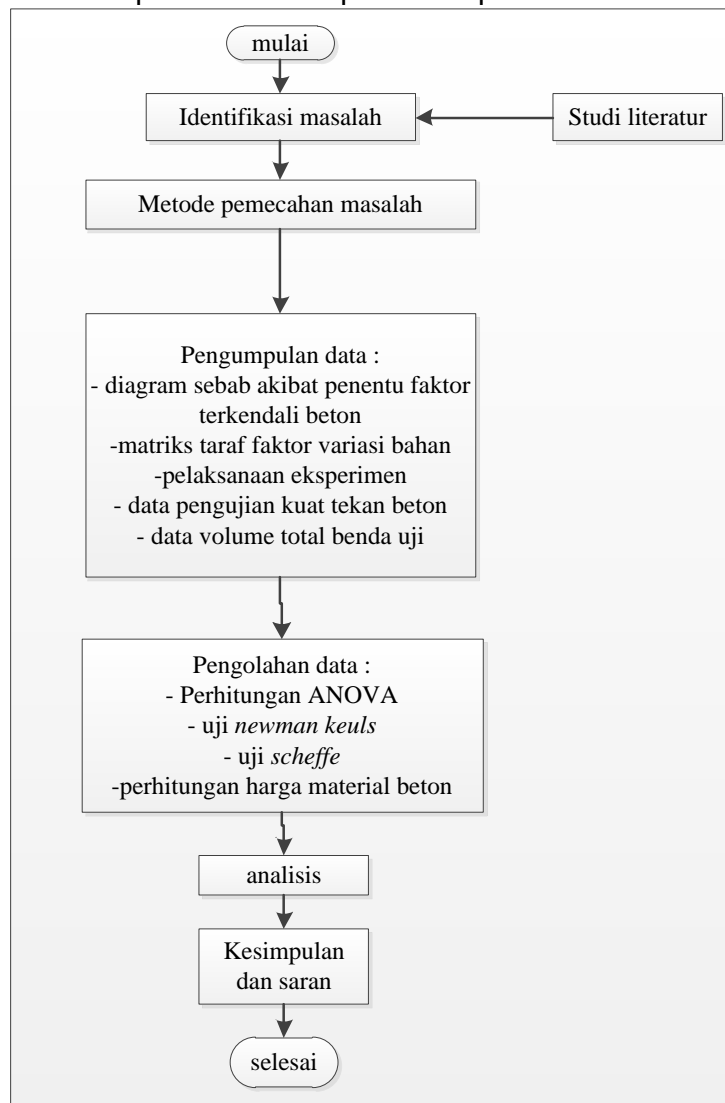 mulai
Identifikasi masalah
Studi literatur
Metode pemecahan masalah
Pengumpulan data :
- diagram sebab akibat penentu faktor
terkendali beton
-matriks taraf faktor variasi bahan
-pelaksanaan eksperimen
- data pengujian kuat tekan beton
- data volume total benda uji
Pengolahan data :
- Perhitungan ANOVA
- uji newman keuls
- uji scheffe
-perhitungan harga material beton
analisis
Kesimpulan
dan saran
selesai